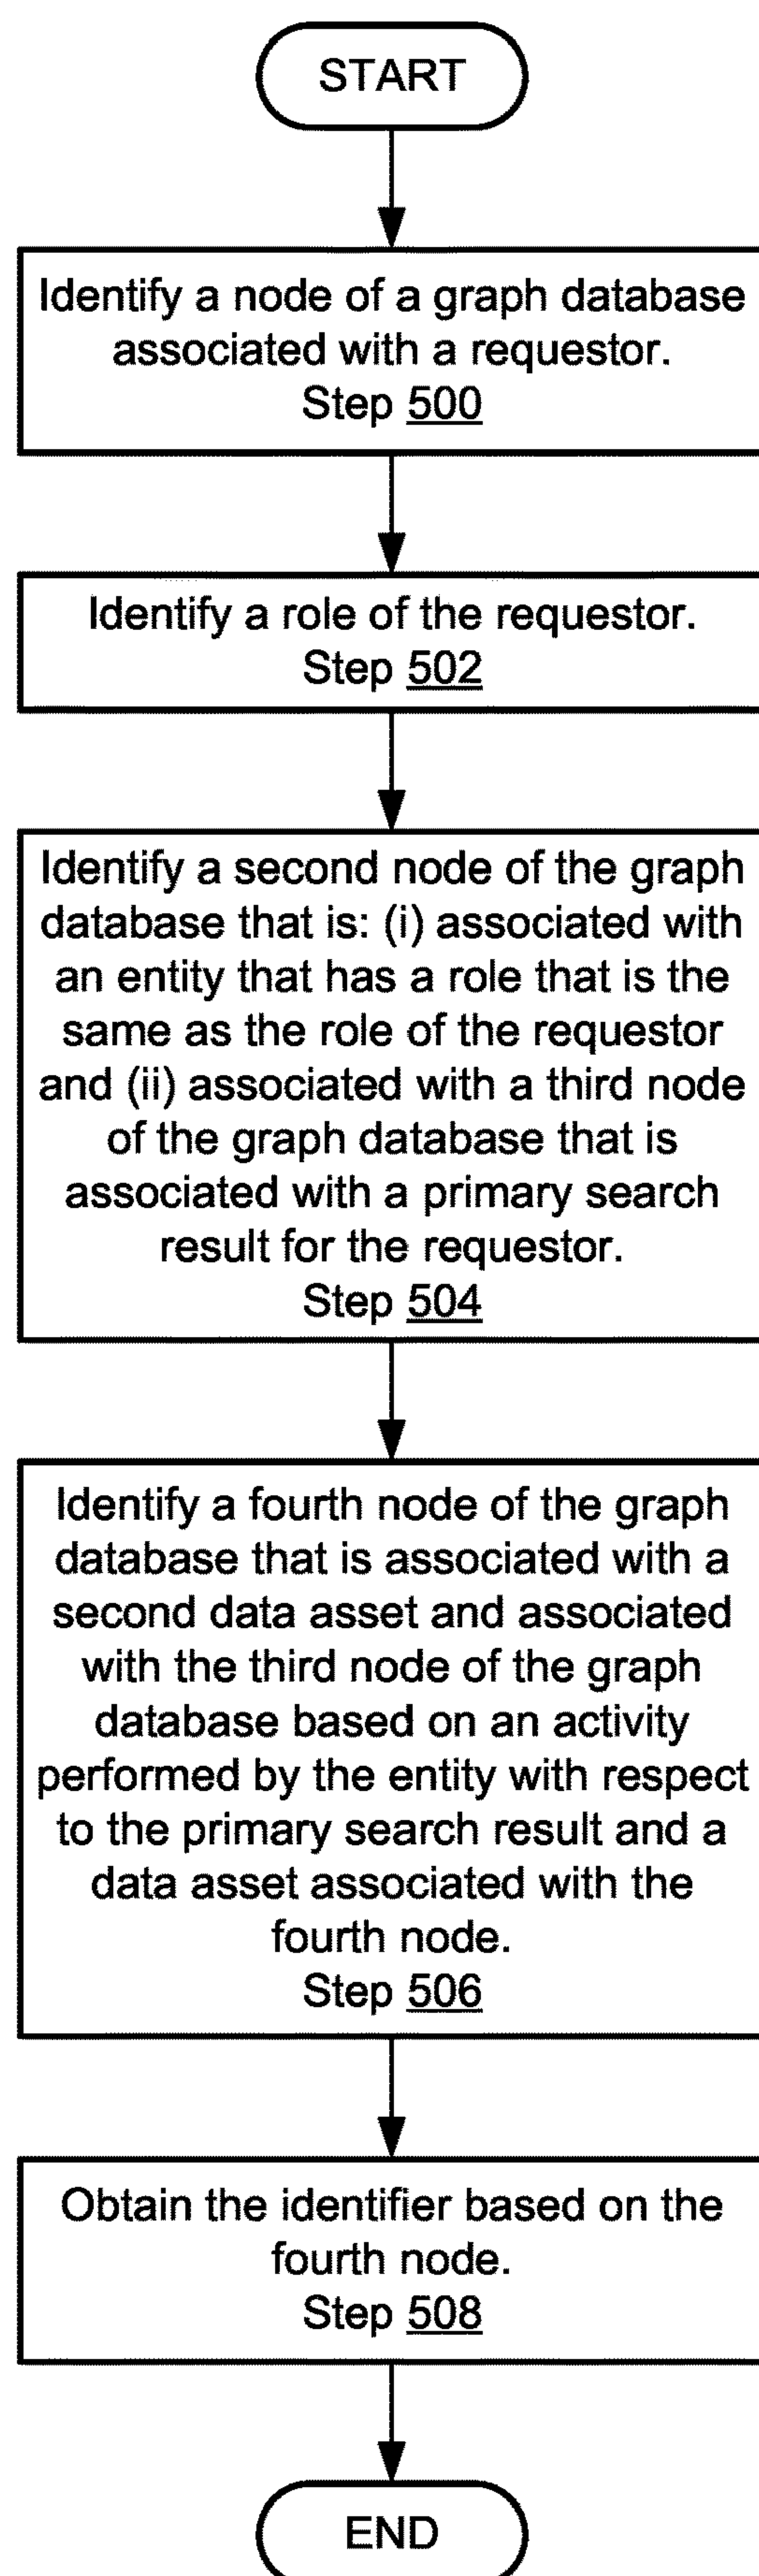 START
Identify a node of a graph database
associated with a requestor.
Step 500
Identify a role of the requestor.
Step 502
Identify a second node of the graph
database that is: (i) associated with
an entity that has a role that is the
same as the role of the requestor
and (ii) associated with a third node
of the graph database that is
associated with a primary search
result for the requestor.
Step 504
Identify a fourth node of the graph
database that is associated with a
second data asset and associated
with the third node of the graph
database based on an activity
performed by the entity with respect
to the primary search result and a
data asset associated with the
fourth node.
Step 506
Obtain the identifier based on the
fourth node.
Step 508
END